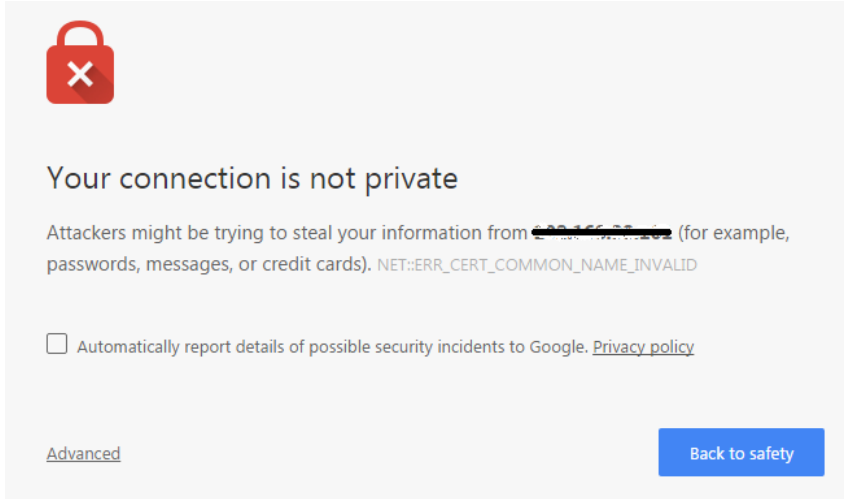 Your connection is not private
Attackers might be trying to steal your information from (for example,
passwords, messages, or credit cards). NET::ERR_CERT_COMMON_NAME_INVALID
Automatically report details of possible security incidents to Google. Privacy policy
Advanced
Back to safety